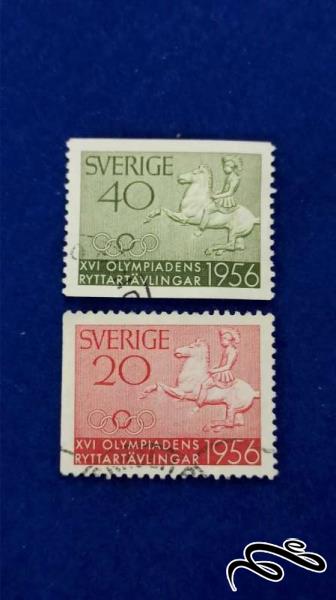 SVERIGE
40
XVI OLYMPIADENS
RYTTARTÄVLINGAR 1956
SVERIGE
20
XVI OLYMPIADENS
RYTTARTÄVLINGAR 1956